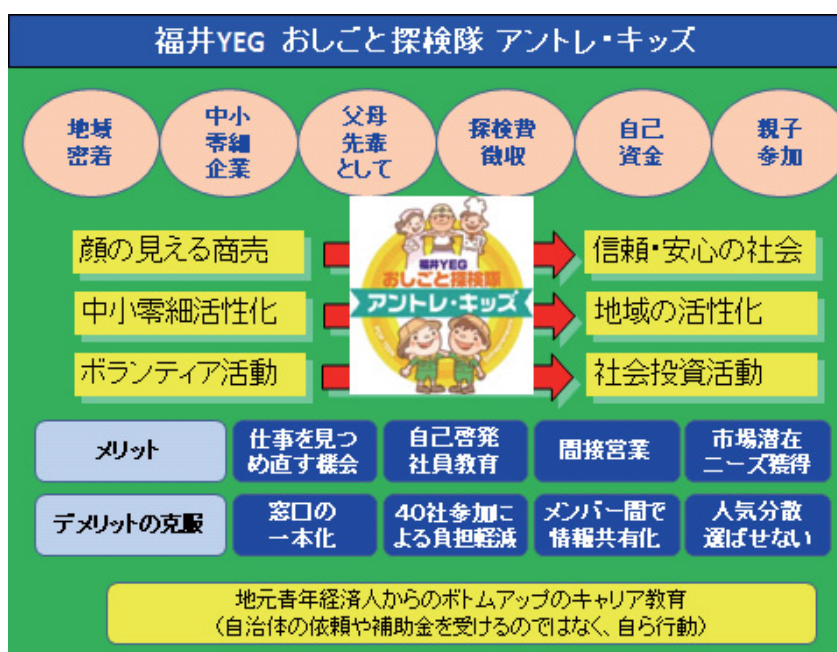 福井YEG おしごと探検隊 アントレ・キッズ
地域
密着
中小
零細
企業
父母
先輩
として
探検費
徴収
自己
資金
親子
参加
顔の見える商売
信頼・安心の社会
福井YEG
おしごと探検隊
アントレ・キッズ
中小零細活性化
地域の活性化
ボランティア活動
社会投資活動
メリット
仕事を見つ
め直す機会
自己啓発
社員教育
間接営業
市場潜在
ニーズ獲得
デメリットの克服
窓口の
一本化
40社参加に
よる負担軽減
メンバー間で
情報共有化
人気分散
選ばせない
地元青年経済人からのボトムアップのキャリア教育
(自治体の依頼や補助金を受けるのではなく、自ら行動)